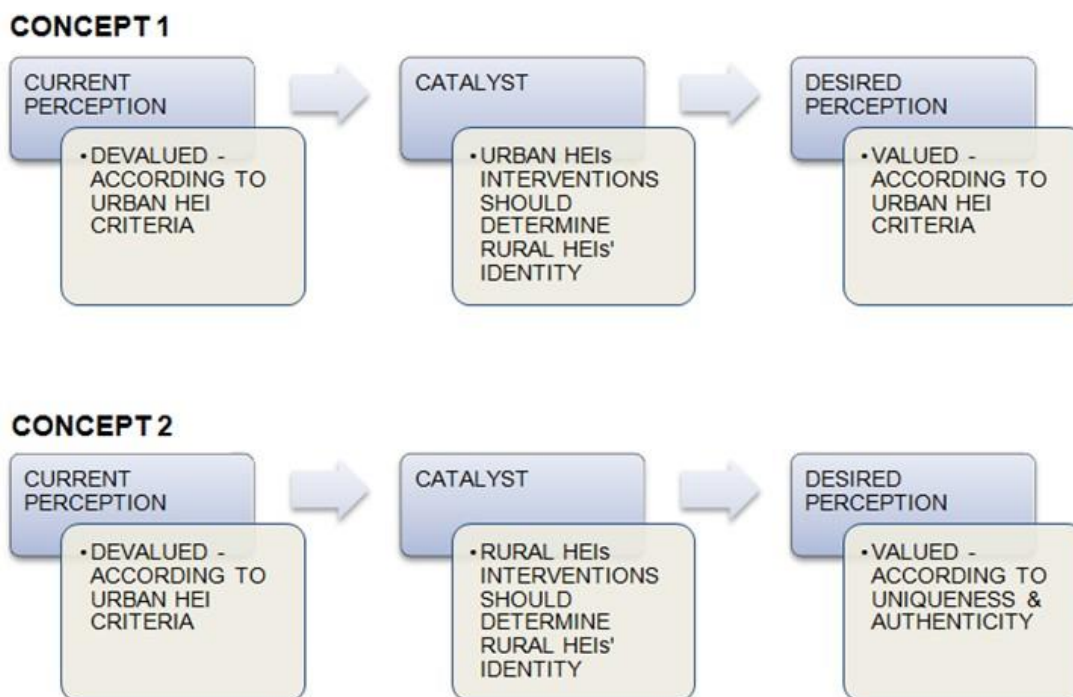 CONCEPT 1
CURRENT
PERCEPTION
•DEVALUED -
ACCORDING TO
URBAN HEI
CRITERIA
CATALYST
•URBAN HEIs
INTERVENTIONS
SHOULD
DETERMINE
RURAL HEIs'
IDENTITY
DESIRED
PERCEPTION
•VALUED -
ACCORDING TO
URBAN HEI
CRITERIA
CONCEPT 2
CURRENT
PERCEPTION
•DEVALUED -
ACCORDING TO
URBAN HEI
CRITERIA
CATALYST
•RURAL HEIs
INTERVENTIONS
SHOULD
DETERMINE
RURAL HEIs'
IDENTITY
DESIRED
PERCEPTION
•VALUED -
ACCORDING TO
UNIQUENESS &
AUTHENTICITY